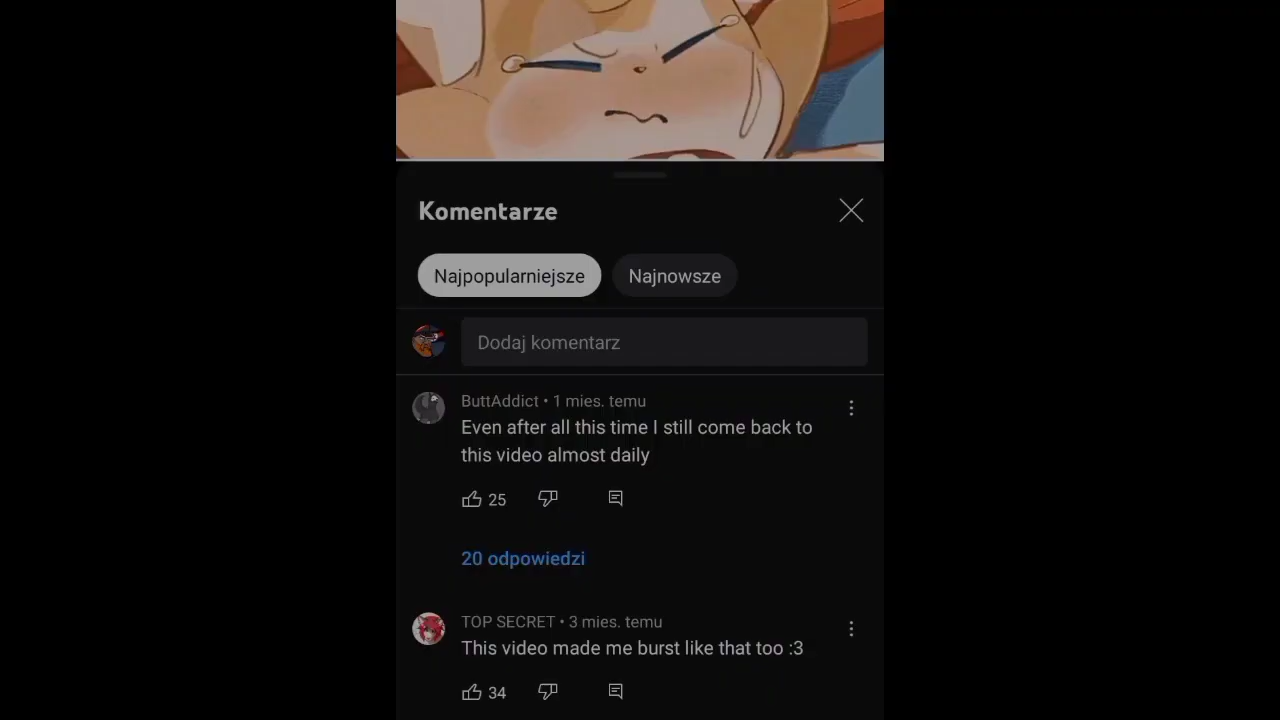 Komentarze
Najpopularniejsze Najnowsze
Dodaj komentarz
ButtAddict • 1 mies. temu
Even after all this time I still come back to
this video almost daily
25
20 odpowiedzi
TOP SECRET • 3 mies. temu
This video made me burst like that too :3
34